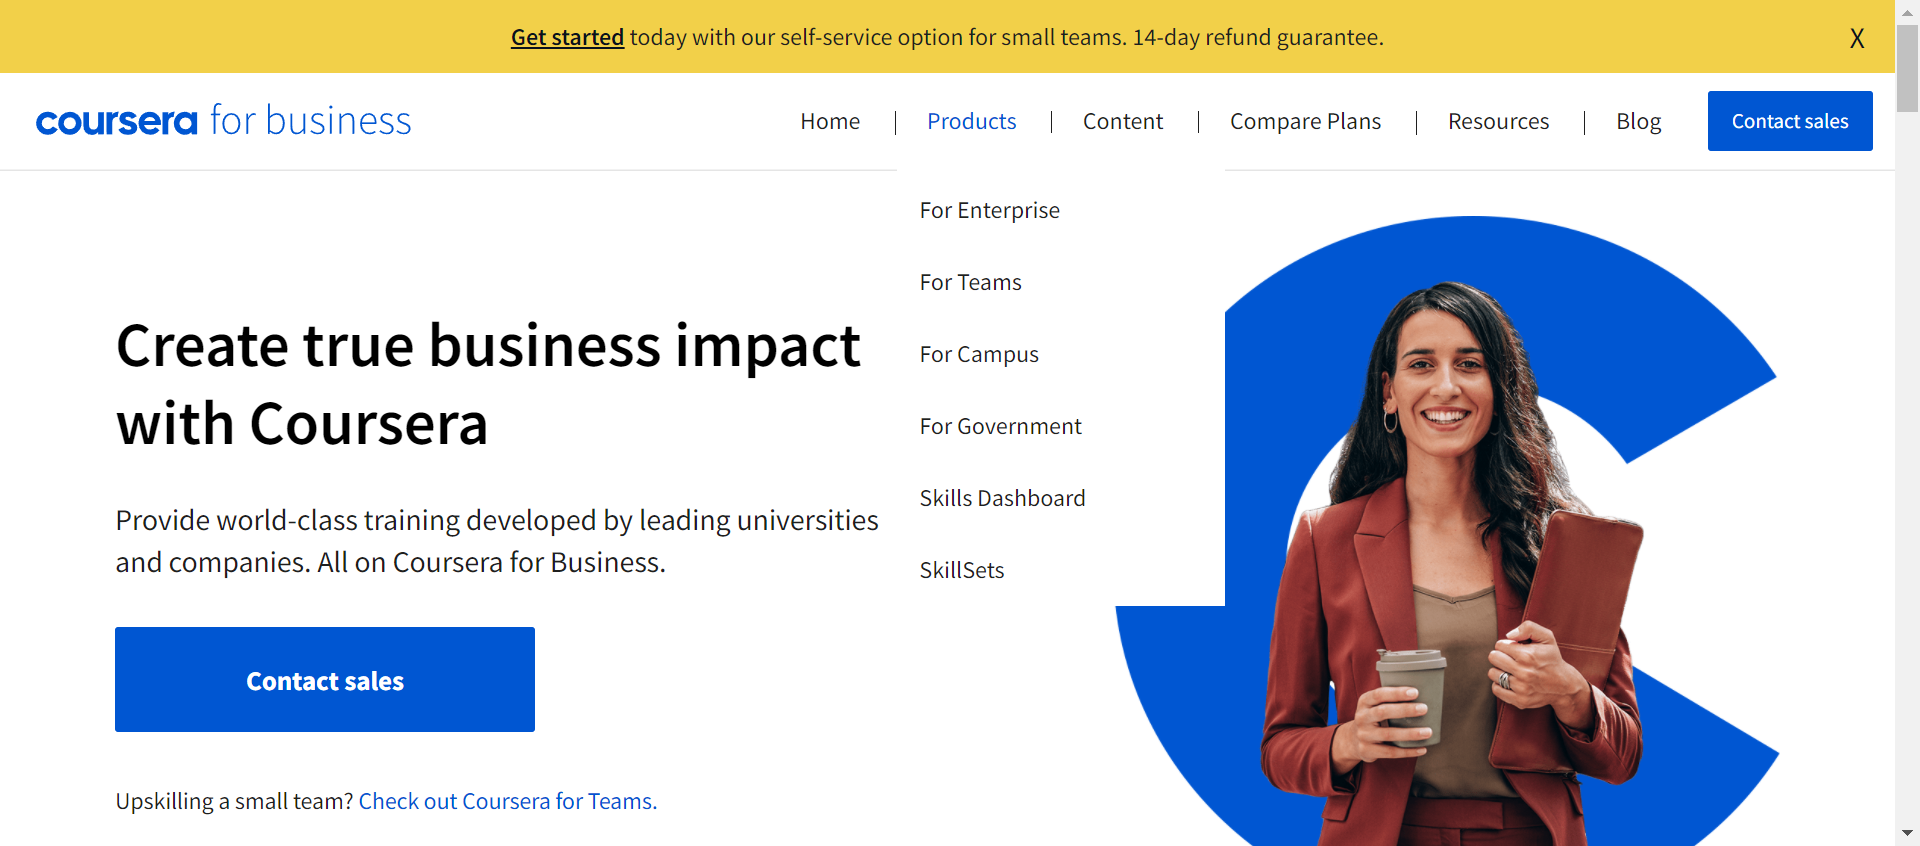 Get started today with our self-service option for small teams. 14-day refund guarantee.
X
coursera for business
Home
Products
Content
Compare Plans
Resources
Blog
Contact sales
For Enterprise
For Teams
For Campus
For Government
Skills Dashboard
SkillSets
Create true business impact
with Coursera
Provide world-class training developed by leading universities
and companies. All on Coursera for Business.
Contact sales
Upskilling a small team? Check out Coursera for Teams.